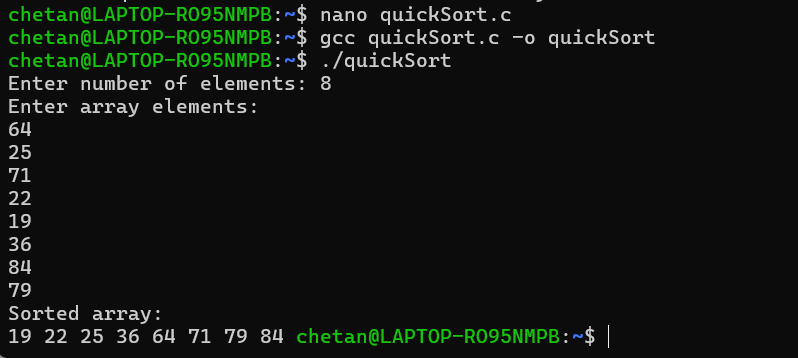 chetan@LAPTOP-RO95NMPB:~$ nano quickSort.c
chetan@LAPTOP-RO95NMPB:~$ gcc quickSort.c -o quickSort
chetan@LAPTOP-RO95NMPB:~$ ./quickSort
Enter number of elements: 8
Enter array elements:
64
25
71
22
19
36
84
79
Sorted array:
19 22 25 36 64 71 79 84 chetan@LAPTOP-RO95NMPB:~$